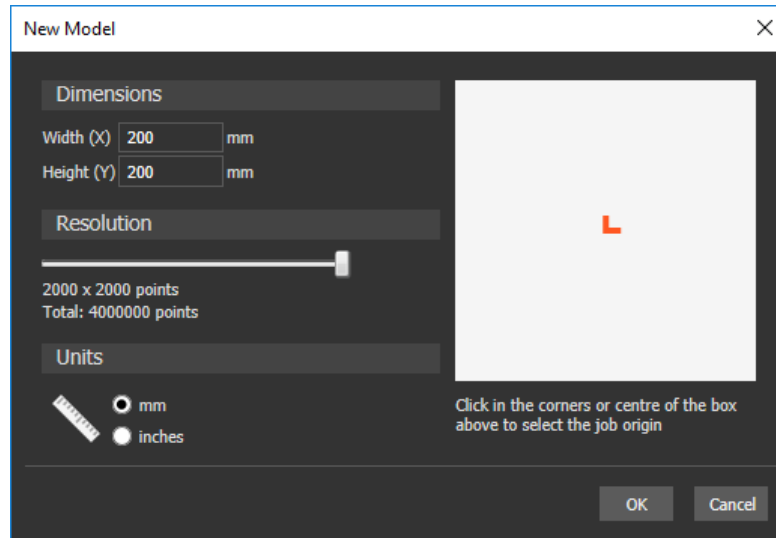 New Model
Dimensions
Width (X) 200 mm
Height (Y) 200 mm
Resolution
2000 x 2000 points
Total: 4000000 points
Units
mm
inches
Click in the corners or centre of the box
above to select the job origin
OK Cancel